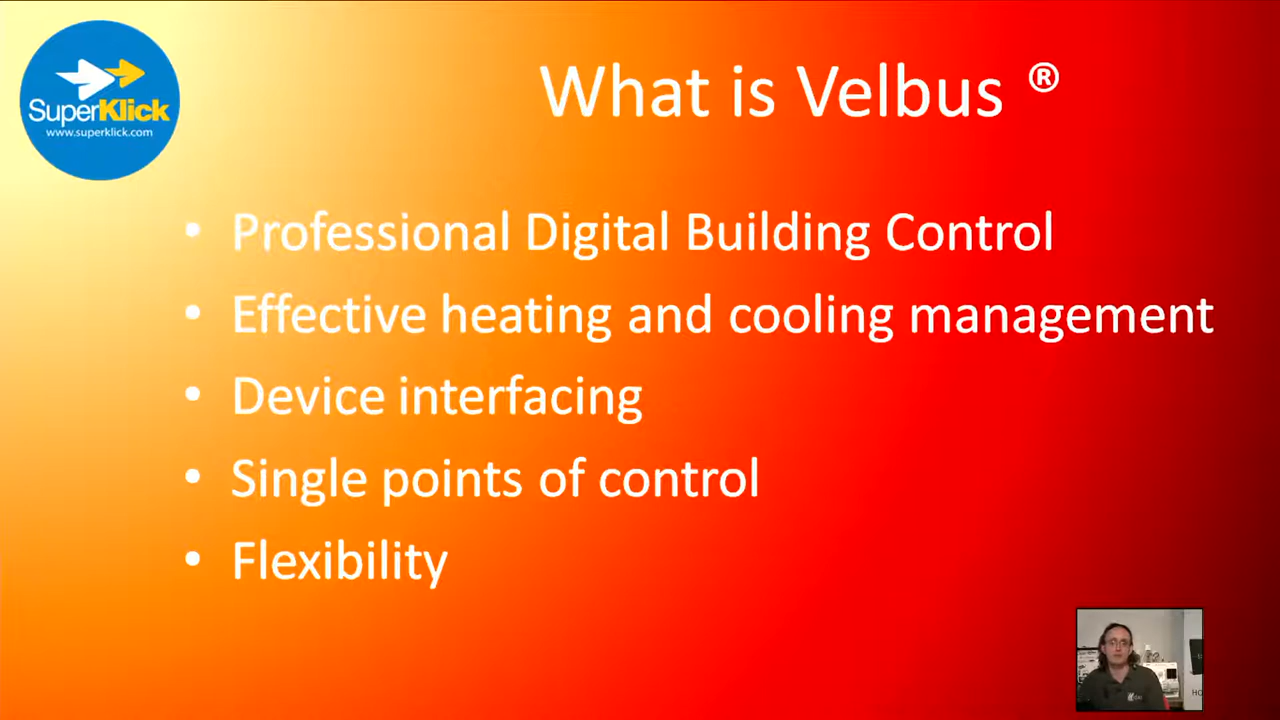 SuperKlick
www.superklick.com
What is Velbus ®
• Professional Digital Building Control
• Effective heating and cooling management
• Device interfacing
• Single points of control
• Flexibility
HO